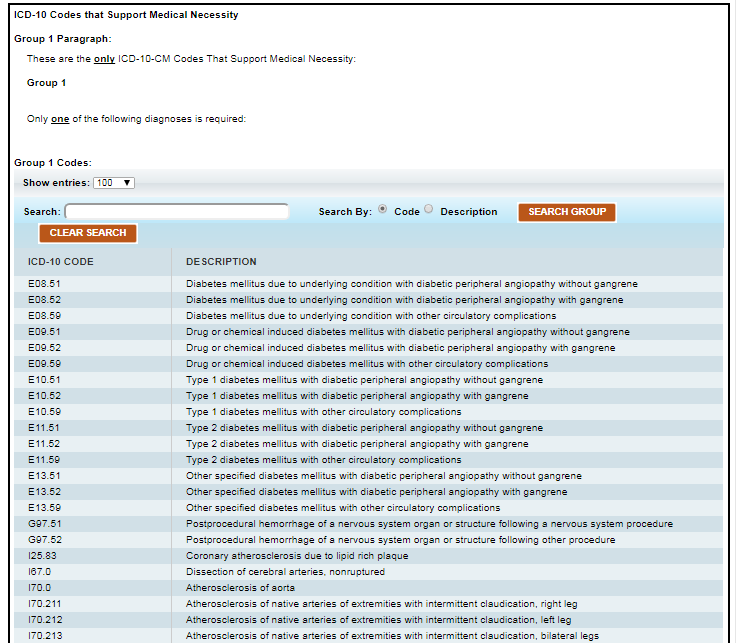 ICD-10 Codes that Support Medical Necessity
Group 1 Paragraph:
These are the only ICD-10-CM Codes That Support Medical Necessity:
Group 1
Only one of the following diagnoses is required:
Group 1 Codes:
Show entries: 100
Search: Search By: Code Description SEARCH GROUP
CLEAR SEARCH
ICD-10 CODE DESCRIPTION
E08.51 Diabetes mellitus due to underlying condition with diabetic peripheral angiopathy without gangrene
E08.52 Diabetes mellitus due to underlying condition with diabetic peripheral angiopathy with gangrene
E08.59 Diabetes mellitus due to underlying condition with other circulatory complications
E09.51 Drug or chemical induced diabetes mellitus with diabetic peripheral angiopathy without gangrene
E09.52 Drug or chemical induced diabetes mellitus with diabetic peripheral angiopathy with gangrene
E09.59 Drug or chemical induced diabetes mellitus with other circulatory complications
E10.51 Type 1 diabetes mellitus with diabetic peripheral angiopathy without gangrene
E10.52 Type 1 diabetes mellitus with diabetic peripheral angiopathy with gangrene
E10.59 Type 1 diabetes mellitus with other circulatory complications
E11.51 Type 2 diabetes mellitus with diabetic peripheral angiopathy without gangrene
E11.52 Type 2 diabetes mellitus with diabetic peripheral angiopathy with gangrene
E11.59 Type 2 diabetes mellitus with other circulatory complications
E13.51 Other specified diabetes mellitus with diabetic peripheral angiopathy without gangrene
E13.52 Other specified diabetes mellitus with diabetic peripheral angiopathy with gangrene
E13.59 Other specified diabetes mellitus with other circulatory complications
G97.51 Postprocedural hemorrhage of a nervous system organ or structure following a nervous system procedure
G97.52 Postprocedural hemorrhage of a nervous system organ or structure following other procedure
I25.83 Coronary atherosclerosis due to lipid rich plaque
I67.0 Dissection of cerebral arteries, nonruptured
I70.0 Atherosclerosis of aorta
I70.211 Atherosclerosis of native arteries of extremities with intermittent claudication, right leg
I70.212 Atherosclerosis of native arteries of extremities with intermittent claudication, left leg
I70.213 Atherosclerosis of native arteries of extremities with intermittent claudication, bilateral legs